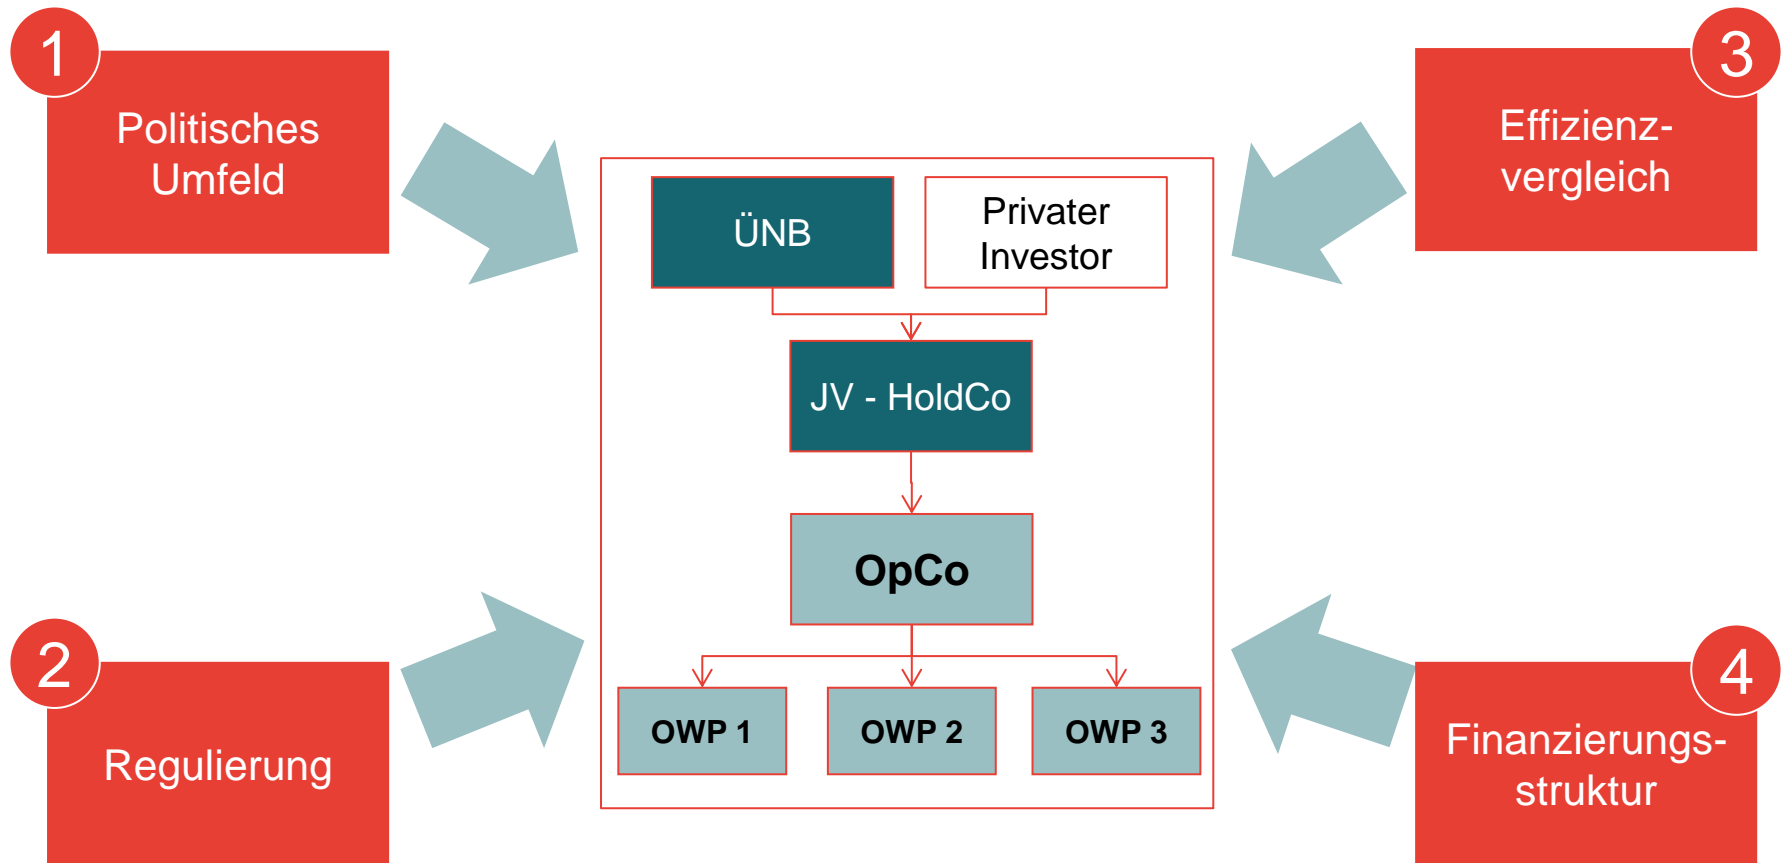 1
Politisches
Umfeld
2
Regulierung
ÜNB
Privater
Investor
JV - HoldCo
OpCo
OWP 1
OWP 2
OWP 3
3
Effizienz-
vergleich
4
Finanzierungs-
struktur